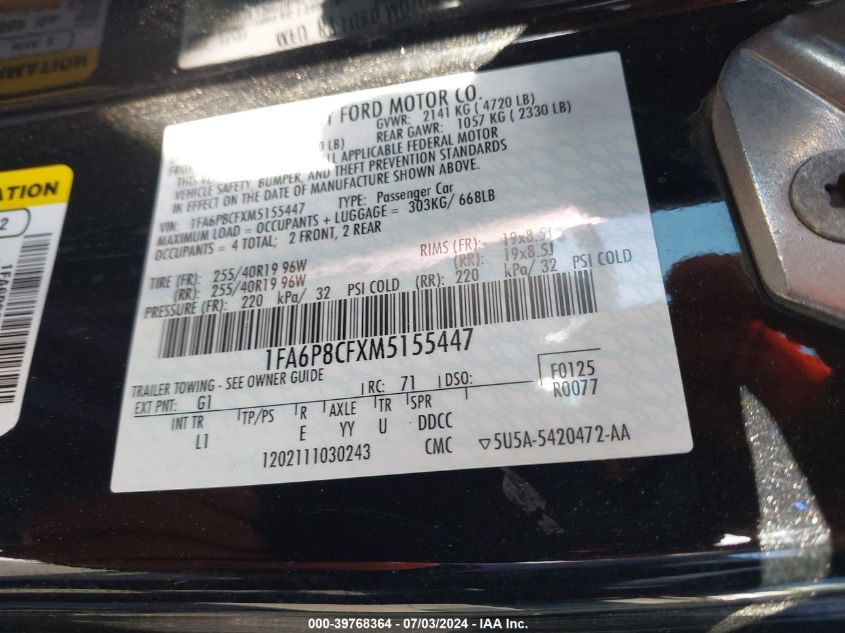 Y FORD MOTOR CO.
GVWR: 2141 KG ( 4720 LB)
FRON 0 LB) REAR GAWR: 1057 KG ( 2330 LB)
THIS VE ALL APPLICABLE FEDERAL MOTOR
VEHICLE SAFETY, BUMPER, AND THEFT PREVENTION STANDARDS
IN EFFECT ON THE DATE OF MANUFACTURE SHOWN ABOVE.
VIN: 1FA6P8CFXM5155447 TYPE: Passenger Car
MAXIMUM LOAD = OCCUPANTS + LUGGAGE = 303KG/ 668LB
OCCUPANTS = 4 TOTAL; 2 FRONT, 2 REAR
TIRE (FR): 255/40R19 96W RIMS (FR): 19x8.5J
(RR): 255/40R19 96W (RR): 19x8.5J
PRESSURE (FR): 220 kPa/ 32 PSI COLD (RR): 220 kPa/ 32 PSI COLD
1FA6P8CFXM5155447
TRAILER TOWING - SEE OWNER GUIDE
EXT PNT: G1 RC: 71 DSO: F0125
R0077
INT TR TP/PS R AXLE TR SPR
L1 E YY U DDCC
1202111030243 CMC ▽5U5A-5420472-AA
000-39768364 / 07/03/2024 - IAA Inc.